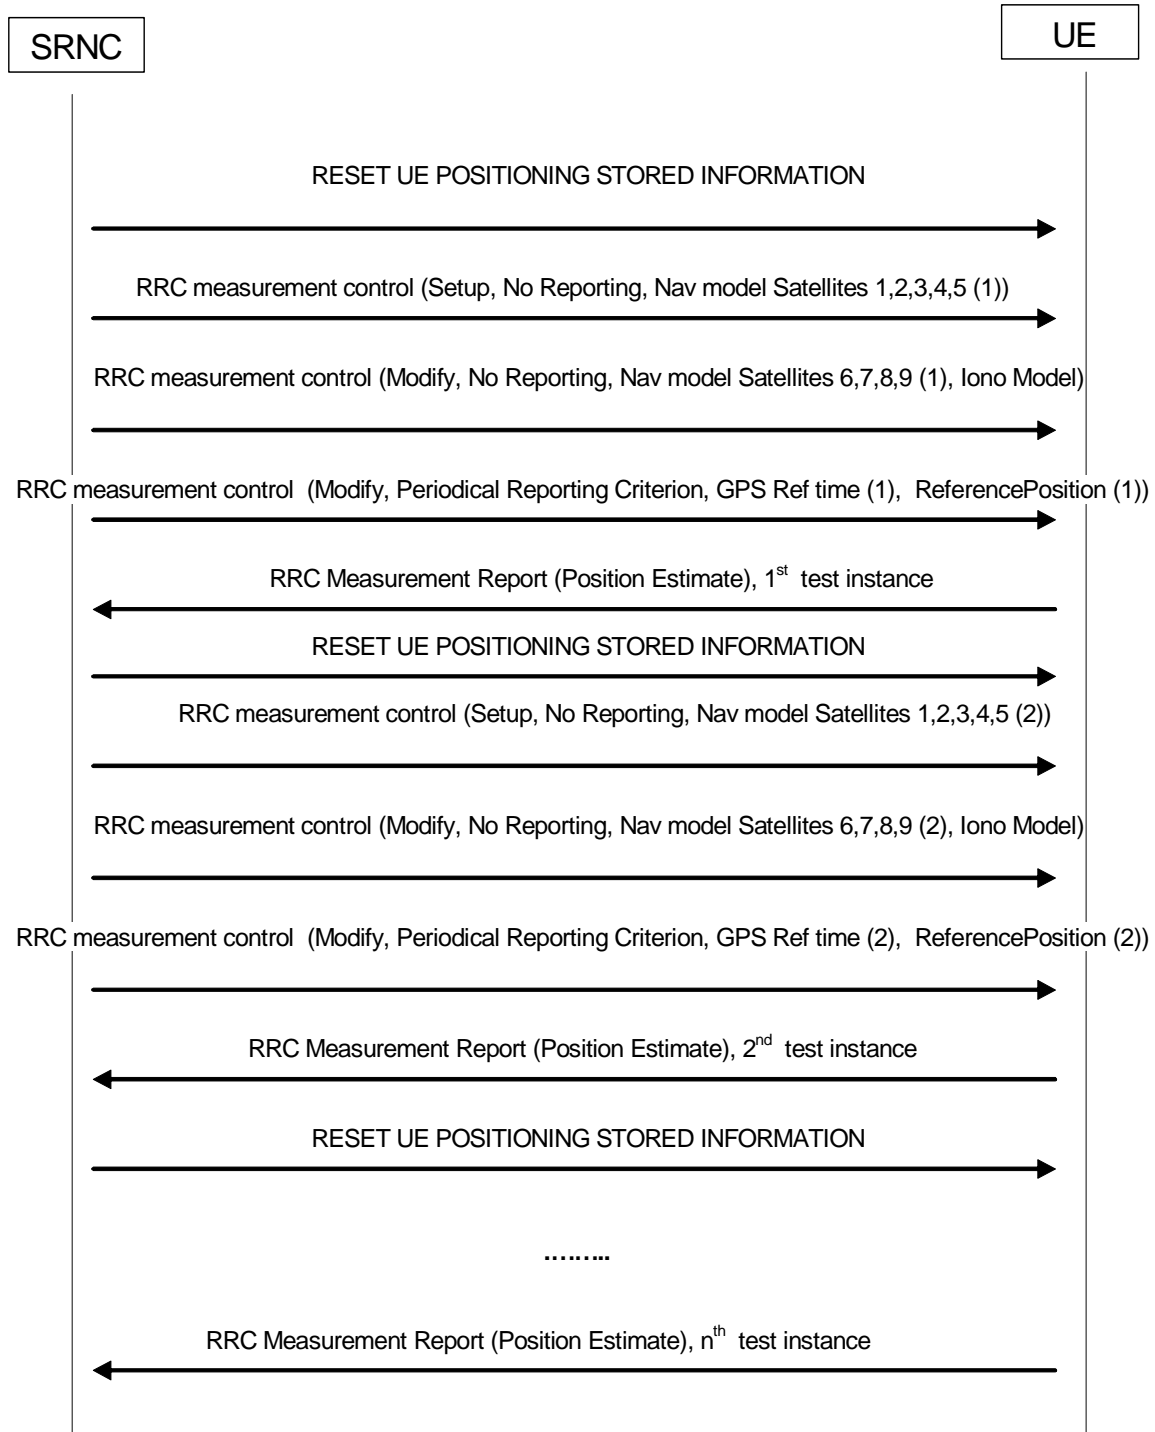 SRNC
UE
RESET UE POSITIONING STORED INFORMATION
RRC measurement control (Setup, No Reporting, Nav model Satellites 1,2,3,4,5 (1))
RRC measurement control (Modify, No Reporting, Nav model Satellites 6,7,8,9 (1), Iono Model)
RRC measurement control (Modify, Periodical Reporting Criterion, GPS Ref time (1), ReferencePosition (1))
RRC Measurement Report (Position Estimate), 1st test instance
RESET UE POSITIONING STORED INFORMATION
RRC measurement control (Setup, No Reporting, Nav model Satellites 1,2,3,4,5 (2))
RRC measurement control (Modify, No Reporting, Nav model Satellites 6,7,8,9 (2), Iono Model)
RRC measurement control (Modify, Periodical Reporting Criterion, GPS Ref time (2), ReferencePosition (2))
RRC Measurement Report (Position Estimate), 2nd test instance
RESET UE POSITIONING STORED INFORMATION
.........
RRC Measurement Report (Position Estimate), nth test instance